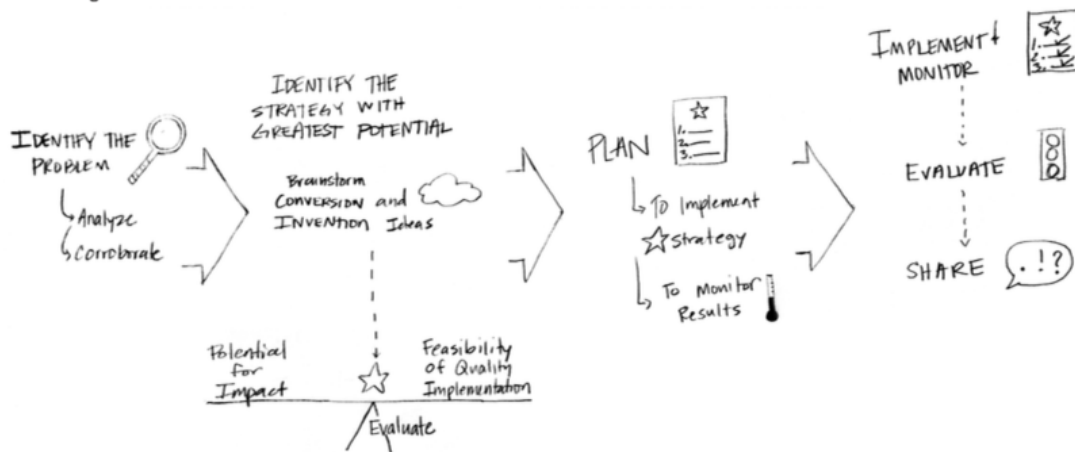 IDENTIFY THE
PROBLEM
Analyze
Corroborate
IDENTIFY THE
STRATEGY WITH
GREATEST POTENTIAL
Brainstorm
CONVERSION and
INVENTION Ideas
Potential
for
Impact
Feasibility
of Quality
Implementation
Evaluate
PLAN
1.
2.
3.
To Implement
Strategy
To Monitor
Results
IMPLEMENT +
MONITOR
1.
2.
3.
EVALUATE
SHARE
. ! ?